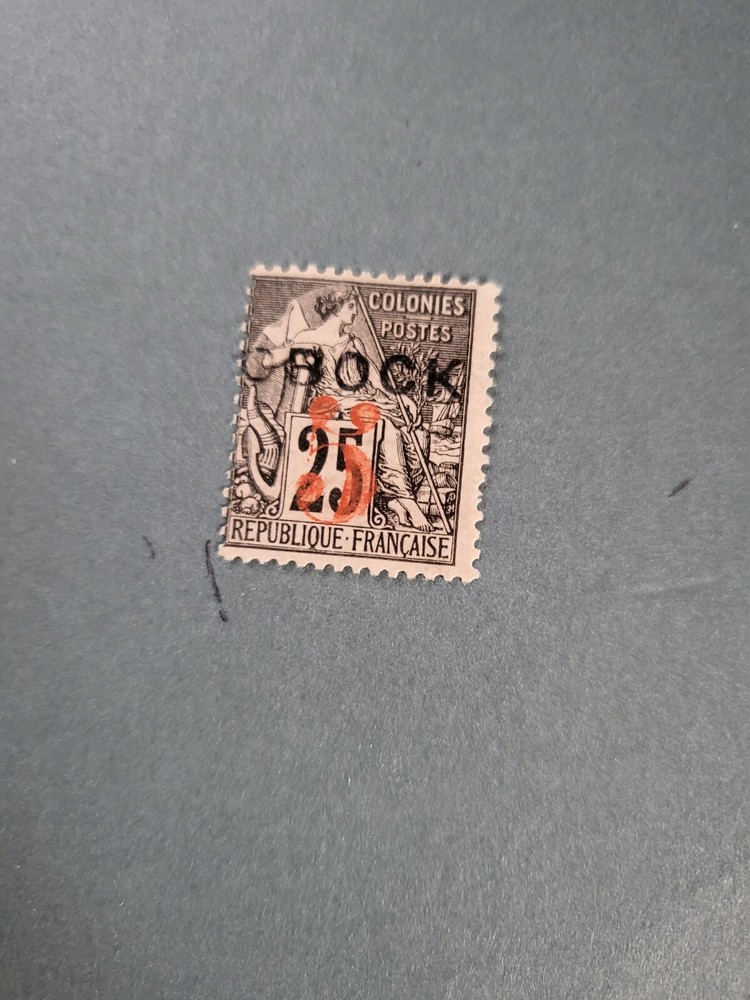 COLONIES
POSTES
OBOCK
25
5
REPUBLIQUE·FRANÇAISE